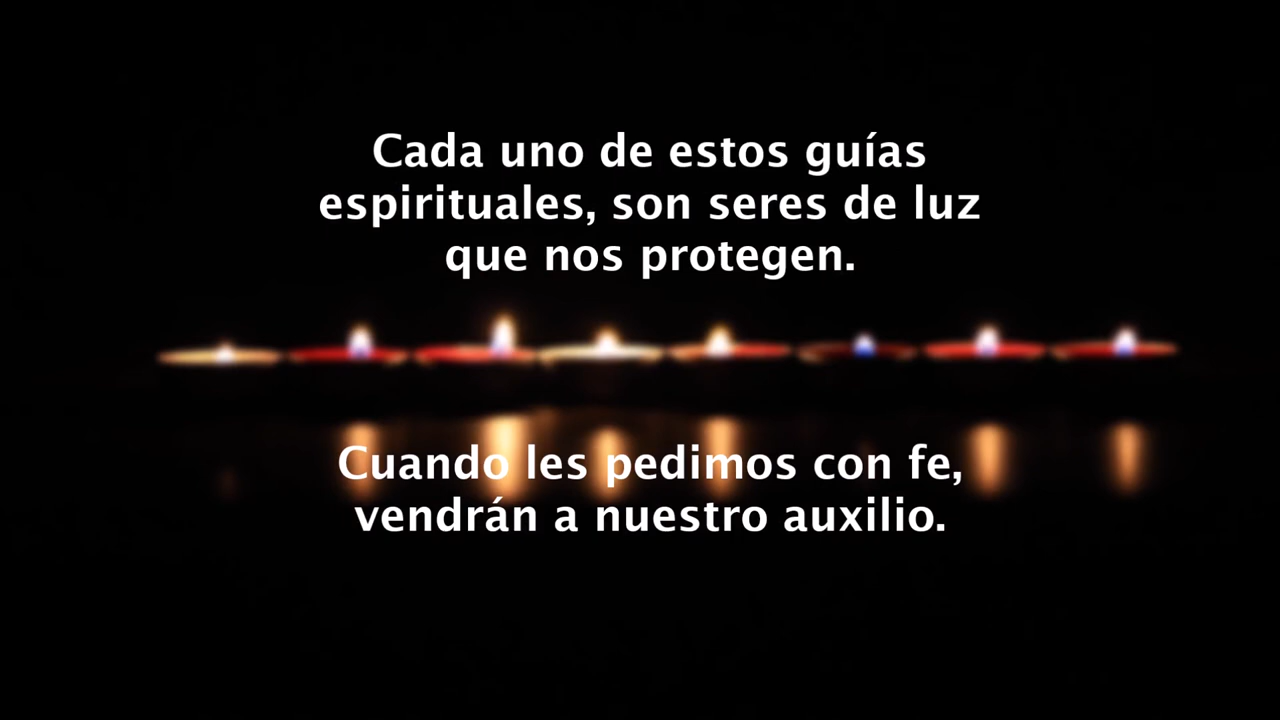 Cada uno de estos guías
espirituales, son seres de luz
que nos protegen.
Cuando les pedimos con fe,
vendrán a nuestro auxilio.